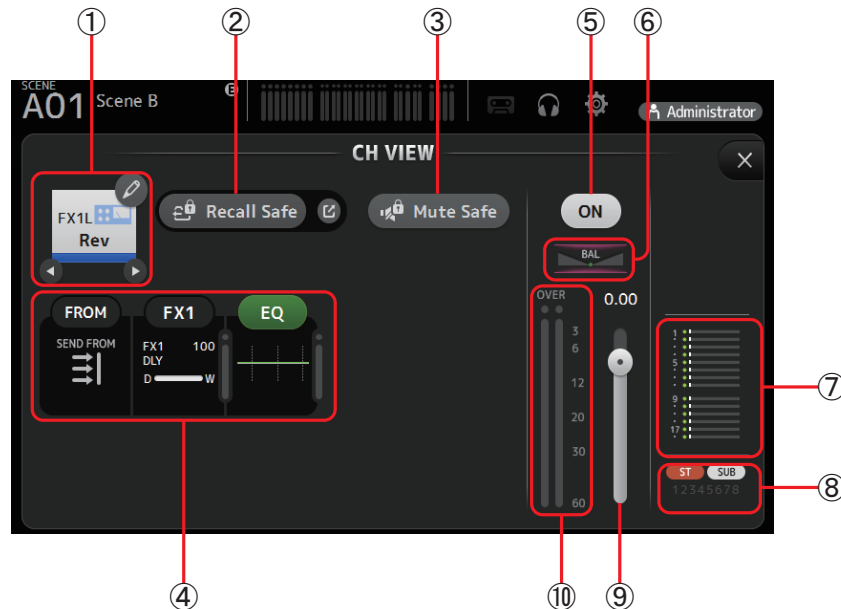 ① ② ③ ⑤ ⑥
SCENE
A01 Scene B E
Administrator
CH VIEW
FX1L
Rev
Recall Safe
Mute Safe
ON
BAL
OVER
0.00
3
6
12
20
30
60
FROM
SEND FROM
FX1
FX1 100
DLY
D W
EQ
1
5
9
17
⑦
ST SUB
12345678
⑧
④ ⑩ ⑨